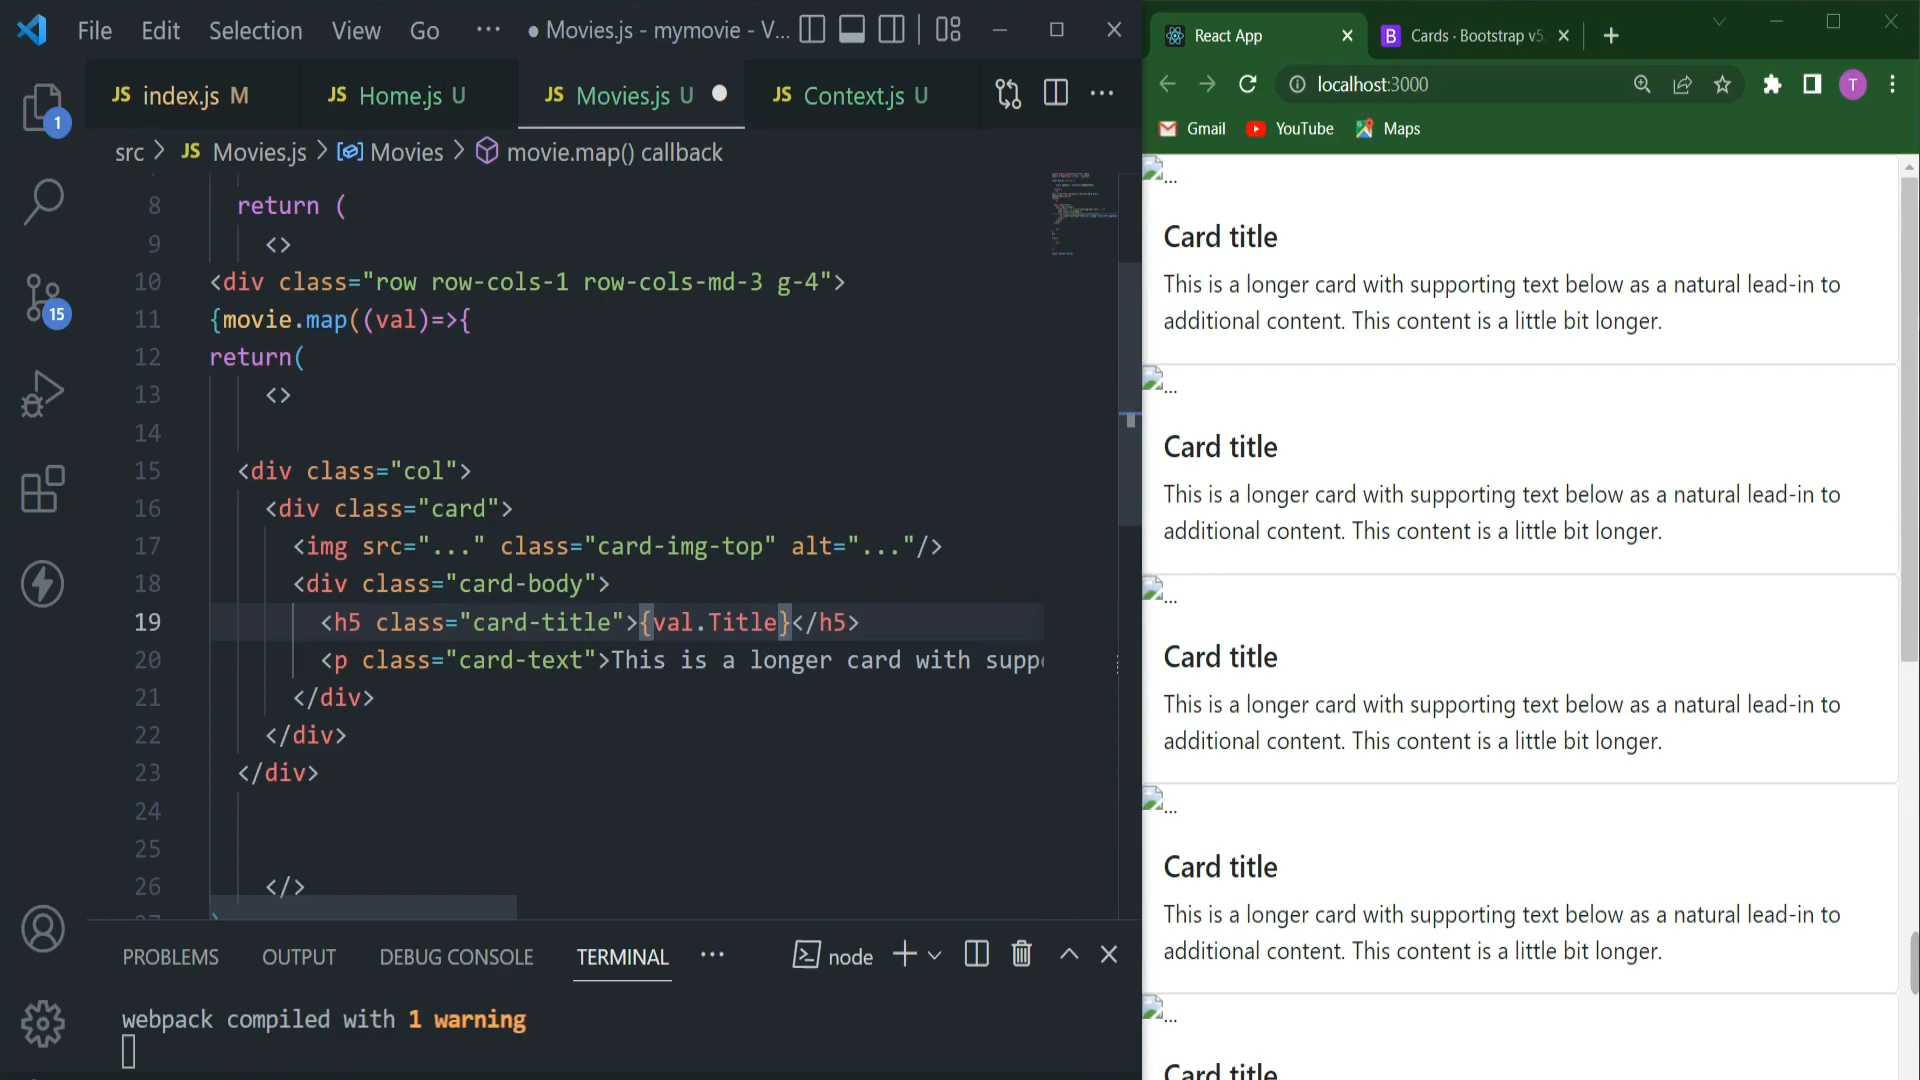 File Edit Selection View Go ··· ● Movies.js - mymovie - V...
JS index.js M
JS Home.js U
JS Movies.js U ●
JS Context.js U
src > JS Movies.js > Movies > movie.map() callback
8 return (
9 <>
10 <div class="row row-cols-1 row-cols-md-3 g-4">
11 {movie.map((val)=>{
12 return(
13 <>
14
15 <div class="col">
16 <div class="card">
17 <img src="..." class="card-img-top" alt="..."/>
18 <div class="card-body">
19 <h5 class="card-title">{val.Title}</h5>
20 <p class="card-text">This is a longer card with supp
21 </div>
22 </div>
23 </div>
24
25
26 </>
1
15
PROBLEMS OUTPUT DEBUG CONSOLE TERMINAL ··· node
webpack compiled with 1 warning
React App
B Cards · Bootstrap v5.
localhost:3000
T
Gmail YouTube Maps
...
Card title
This is a longer card with supporting text below as a natural lead-in to
additional content. This content is a little bit longer.
...
Card title
This is a longer card with supporting text below as a natural lead-in to
additional content. This content is a little bit longer.
...
Card title
This is a longer card with supporting text below as a natural lead-in to
additional content. This content is a little bit longer.
...
Card title
This is a longer card with supporting text below as a natural lead-in to
additional content. This content is a little bit longer.
...
Card title